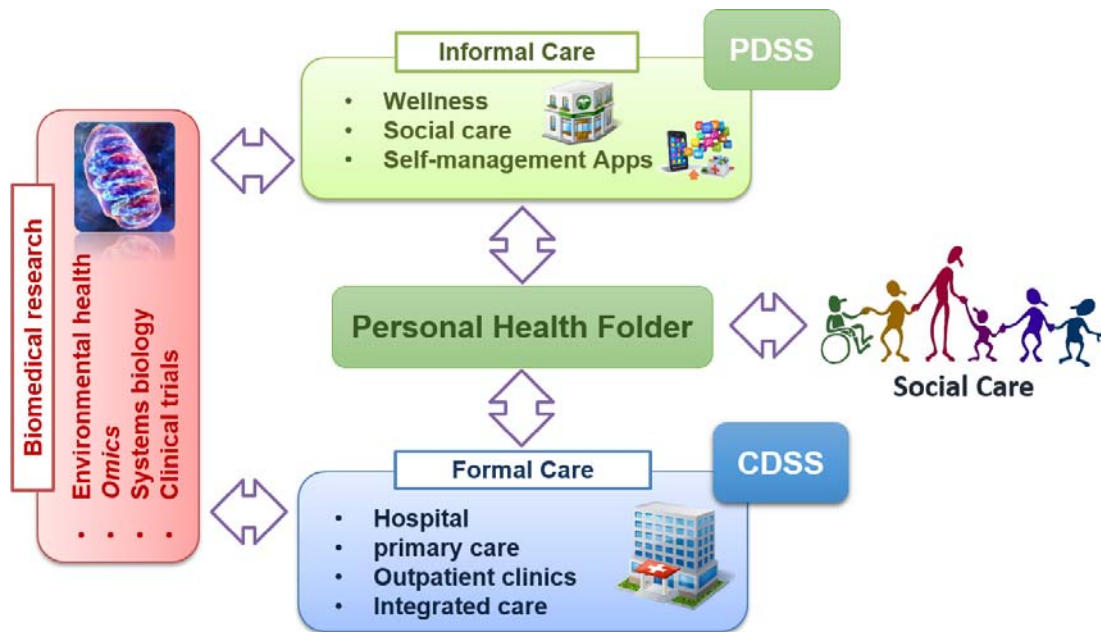 Informal Care
PDSS
• Wellness
• Social care
• Self-management Apps
Biomedical research
• Environmental health
• Omics
• Systems biology
• Clinical trials
Personal Health Folder
Social Care
Formal Care
CDSS
• Hospital
• primary care
• Outpatient clinics
• Integrated care